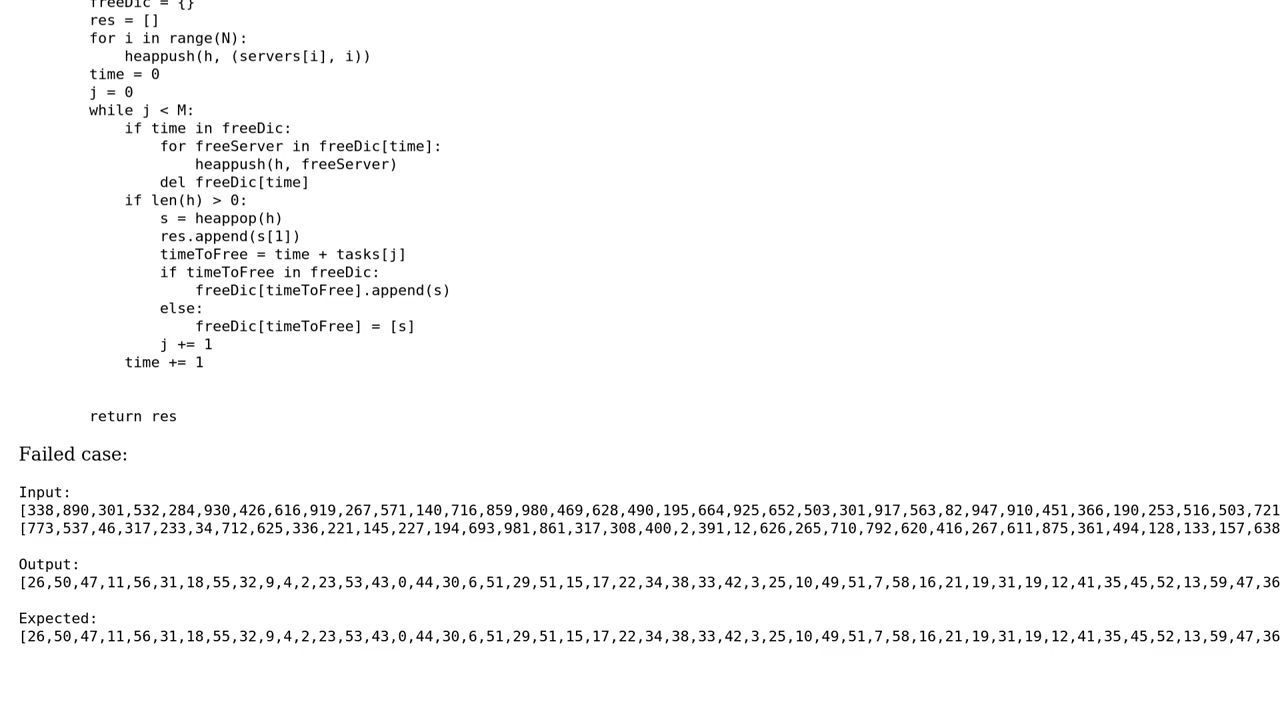 freeDic = {}
res = []
for i in range(N):
heappush(h, (servers[i], i))
time = 0
j = 0
while j < M:
if time in freeDic:
for freeServer in freeDic[time]:
heappush(h, freeServer)
del freeDic[time]
if len(h) > 0:
s = heappop(h)
res.append(s[1])
timeToFree = time + tasks[j]
if timeToFree in freeDic:
freeDic[timeToFree].append(s)
else:
freeDic[timeToFree] = [s]
j += 1
time += 1
return res
Failed case:
Input:
[338,890,301,532,284,930,426,616,919,267,571,140,716,859,980,469,628,490,195,664,925,652,503,301,917,563,82,947,910,451,366,190,253,516,503,721
[773,537,46,317,233,34,712,625,336,221,145,227,194,693,981,861,317,308,400,2,391,12,626,265,710,792,620,416,267,611,875,361,494,128,133,157,638
Output:
[26,50,47,11,56,31,18,55,32,9,4,2,23,53,43,0,44,30,6,51,29,51,15,17,22,34,38,33,42,3,25,10,49,51,7,58,16,21,19,31,19,12,41,35,45,52,13,59,47,36
Expected:
[26,50,47,11,56,31,18,55,32,9,4,2,23,53,43,0,44,30,6,51,29,51,15,17,22,34,38,33,42,3,25,10,49,51,7,58,16,21,19,31,19,12,41,35,45,52,13,59,47,36